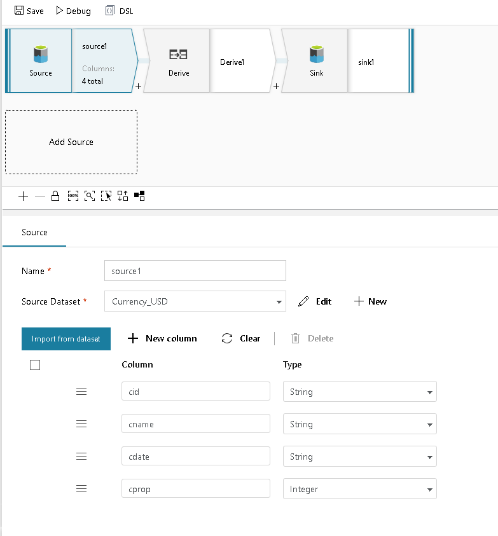 Save Debug DSL
source1
Columns:
4 total
Source
Derive
Derive1
Sink
sink1
+ +
Add Source
Source
Name * source1
Source Dataset * Currency_USD Edit + New
Import from dataset + New column Clear Delete
Column Type
cid String
cname String
cdate String
cprop Integer